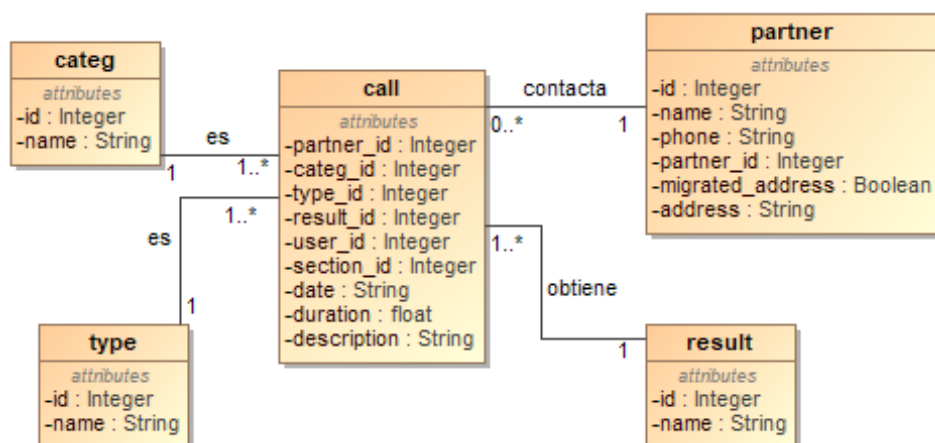 categ
attributes
-id : Integer
-name : String
es
1
1..*
type
attributes
-id : Integer
-name : String
es
1
1..*
call
attributes
-partner_id : Integer
-categ_id : Integer
-type_id : Integer
-result_id : Integer
-user_id : Integer
-section_id : Integer
-date : String
-duration : float
-description : String
contacta
0..*
1
partner
attributes
-id : Integer
-name : String
-phone : String
-partner_id : Integer
-migrated_address : Boolean
-address : String
1..*
obtiene
1
result
attributes
-id : Integer
-name : String